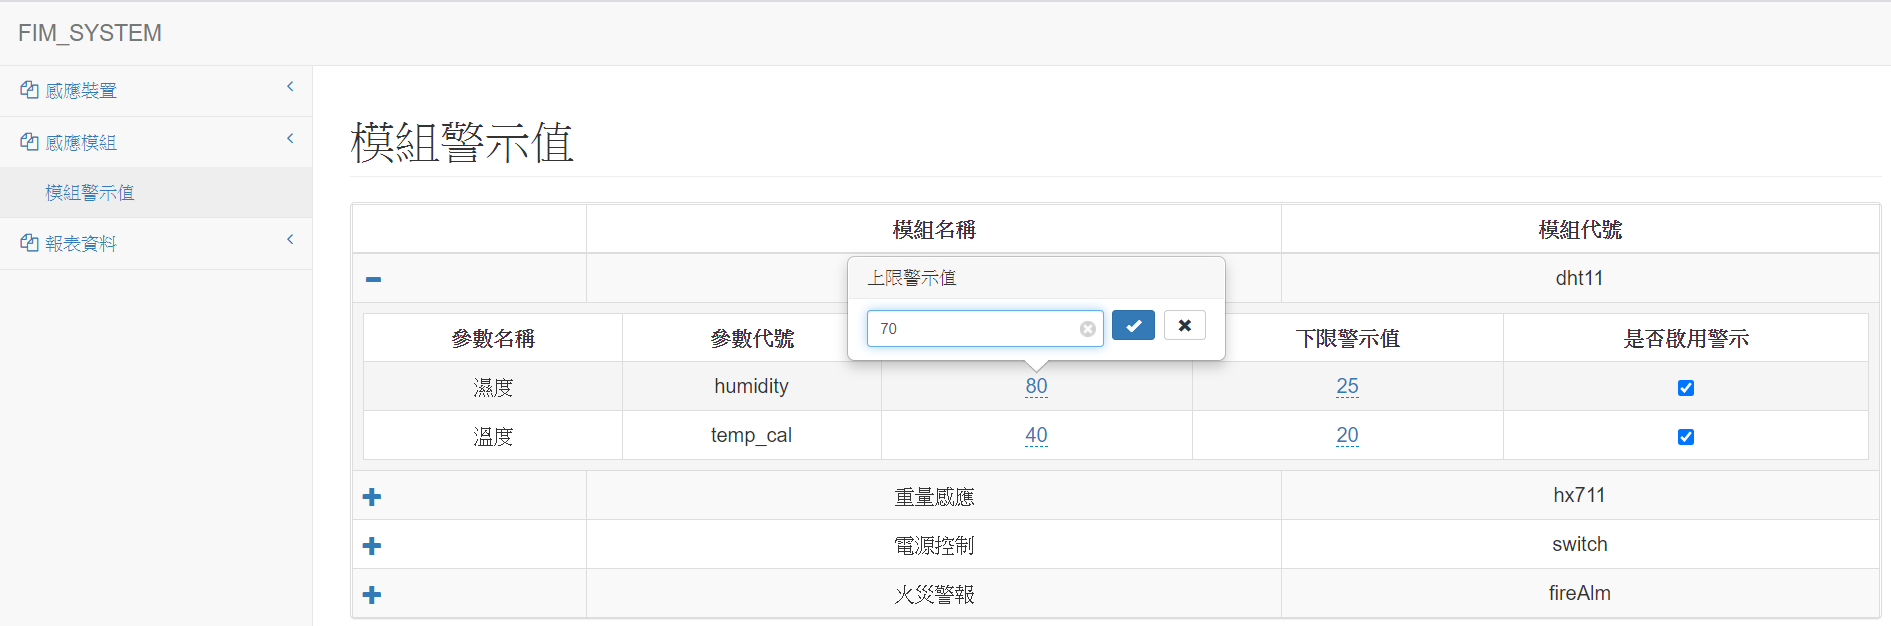 FIM_SYSTEM
感應裝置
感應模組
模組警示值
報表資料
模組警示值
模組名稱 模組代號
dht11
上限警示值
70
參數名稱 參數代號 下限警示值 是否啟用警示
濕度 humidity 80 25
溫度 temp_cal 40 20
重量感應 hx711
電源控制 switch
火災警報 fireAlm